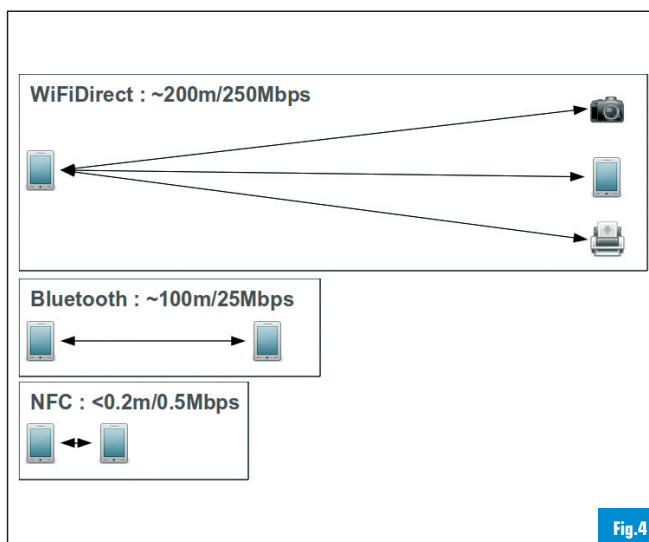 WiFiDirect : ~200m/250Mbps
Bluetooth : ~100m/25Mbps
NFC : <0.2m/0.5Mbps
Fig.4